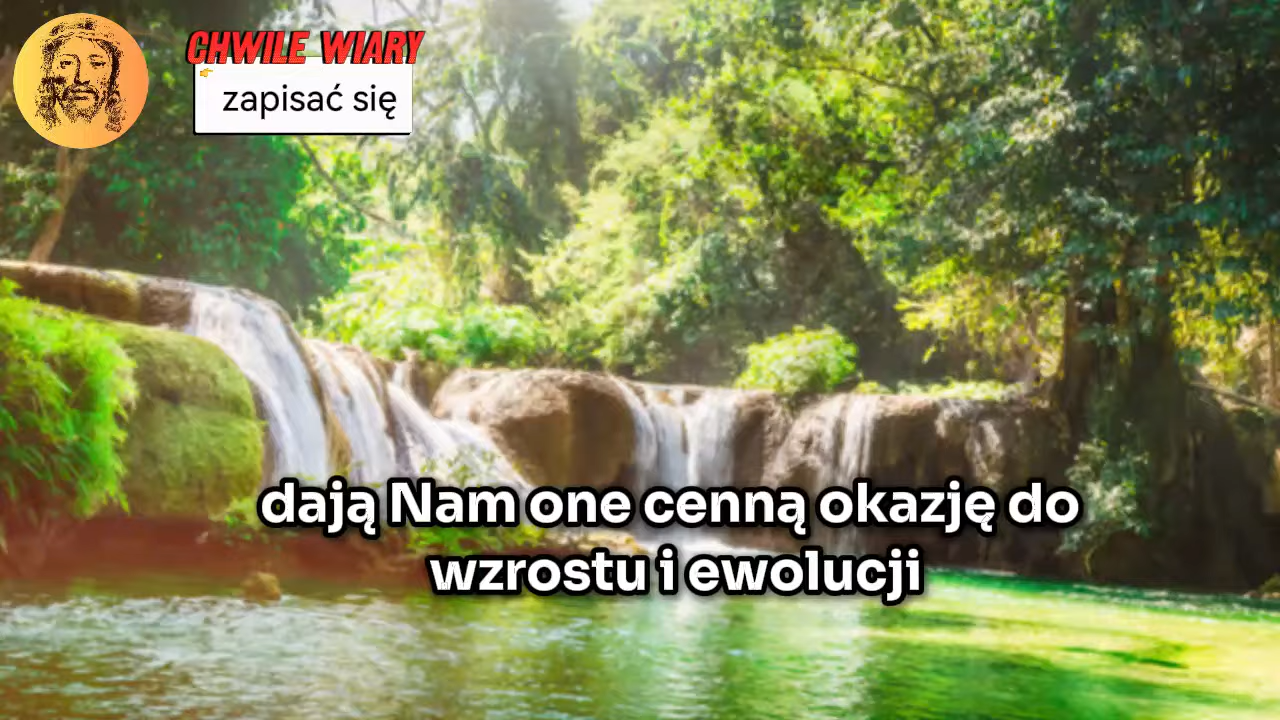 CHWILE WIARY
zapisać się
dają Nam one cenną okazję do
wzrostu i ewolucji